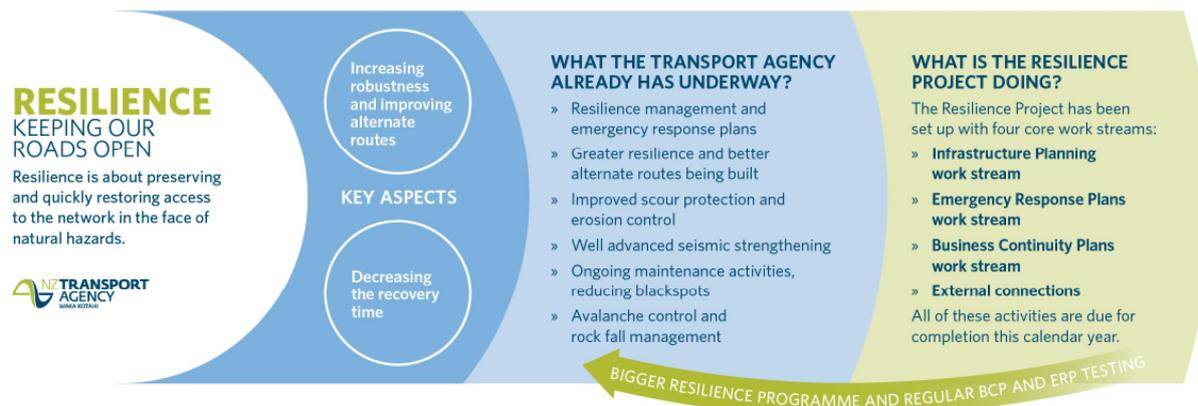 RESILIENCE
KEEPING OUR
ROADS OPEN
Resilience is about preserving
and quickly restoring access
to the network in the face of
natural hazards.
NZ TRANSPORT
AGENCY
WAKA KOTAHI
Increasing
robustness
and improving
alternate
routes
KEY ASPECTS
Decreasing
the recovery
time
WHAT THE TRANSPORT AGENCY
ALREADY HAS UNDERWAY?
» Resilience management and
emergency response plans
» Greater resilience and better
alternate routes being built
» Improved scour protection and
erosion control
» Well advanced seismic strengthening
» Ongoing maintenance activities,
reducing blackspots
» Avalanche control and
rock fall management
WHAT IS THE RESILIENCE
PROJECT DOING?
The Resilience Project has been
set up with four core work streams:
» Infrastructure Planning
work stream
» Emergency Response Plans
work stream
» Business Continuity Plans
work stream
» External connections
All of these activities are due for
completion this calendar year.
BIGGER RESILIENCE PROGRAMME AND REGULAR BCP AND ERP TESTING